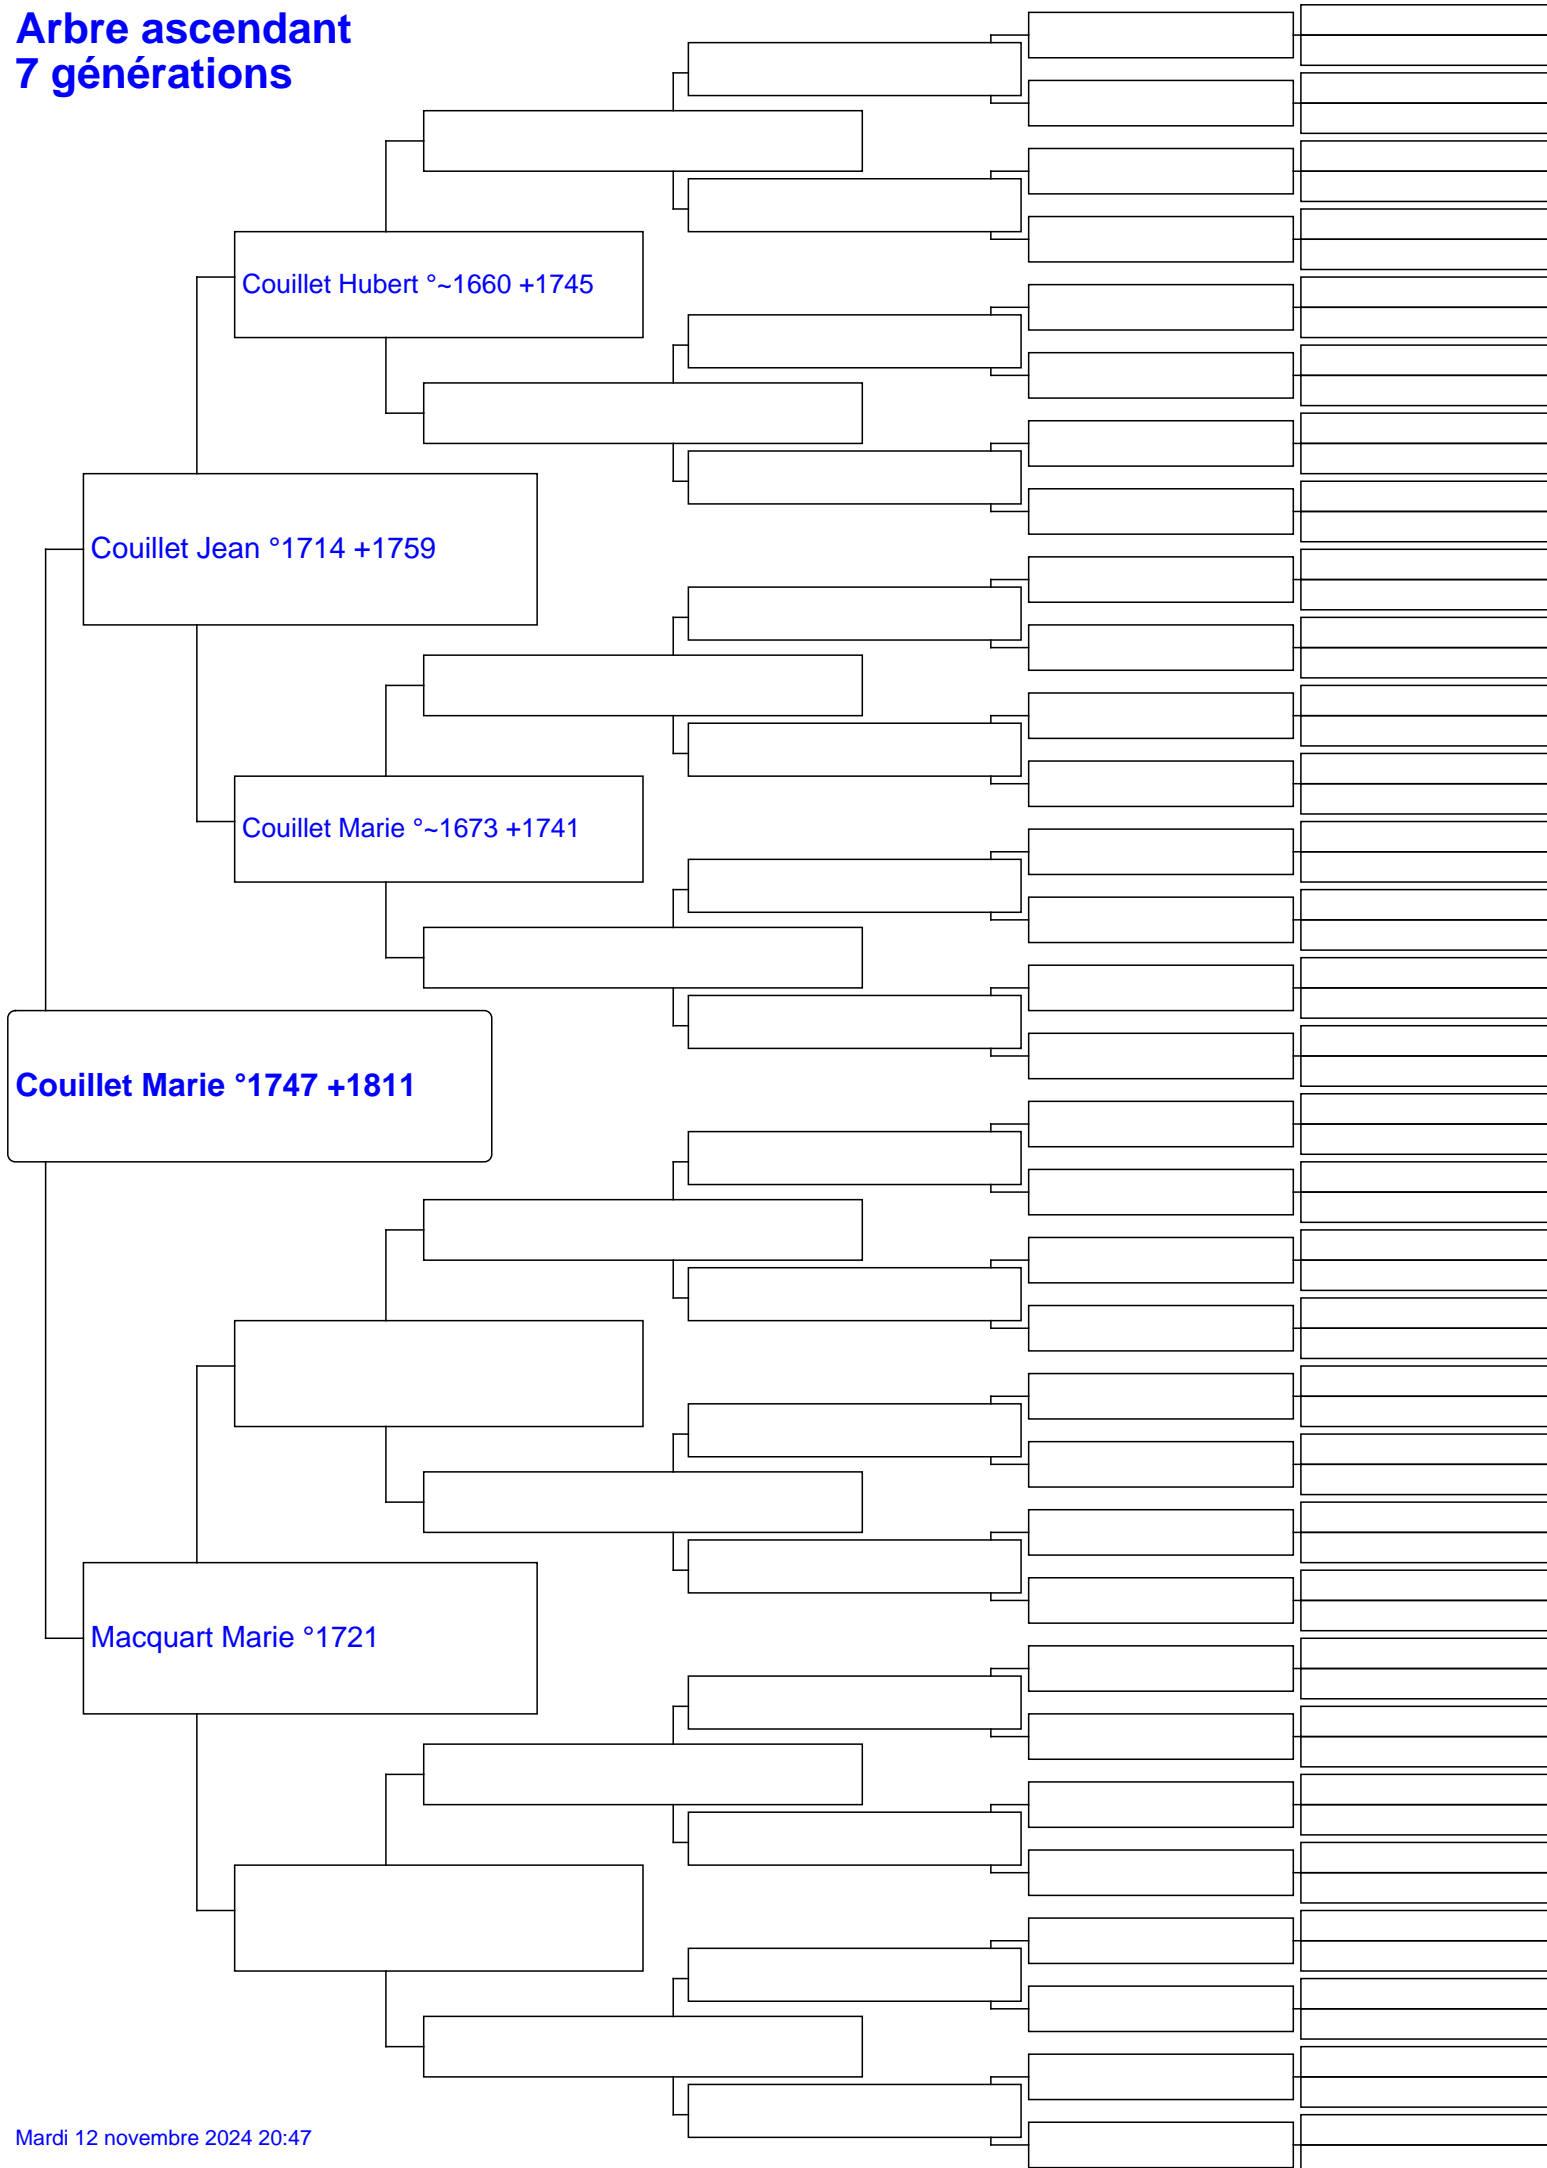 Arbre ascendant
7 générations
Couillet Hubert °~1660 +1745
Couillet Jean °1714 +1759
Couillet Marie °~1673 +1741
Couillet Marie °1747 +1811
Macquart Marie °1721
Mardi 12 novembre 2024 20:47